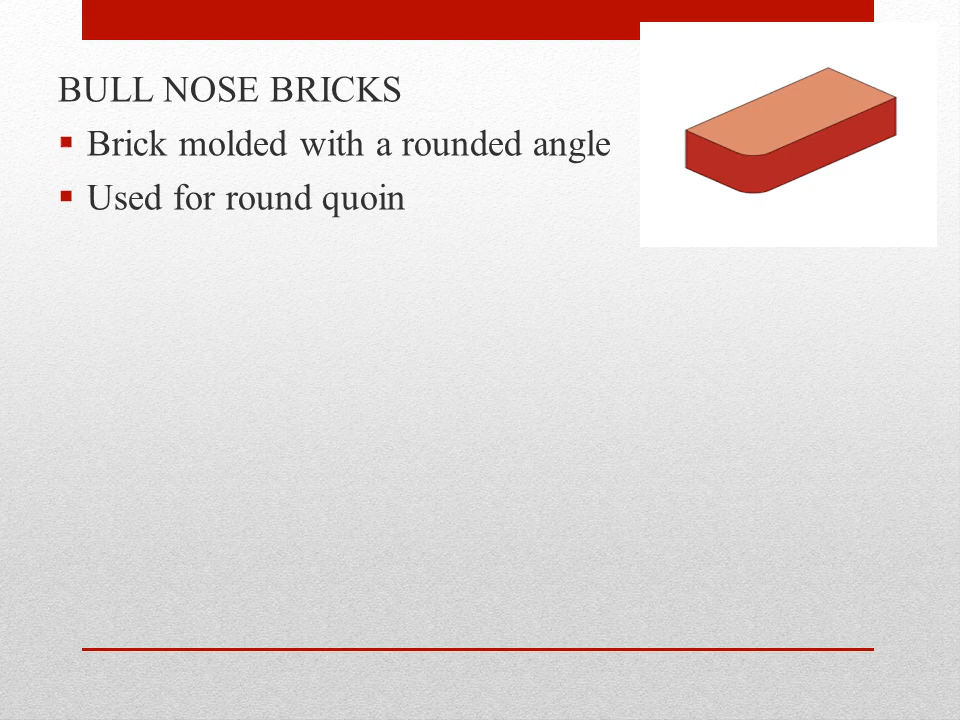 BULL NOSE BRICKS
▪ Brick molded with a rounded angle
▪ Used for round quoin